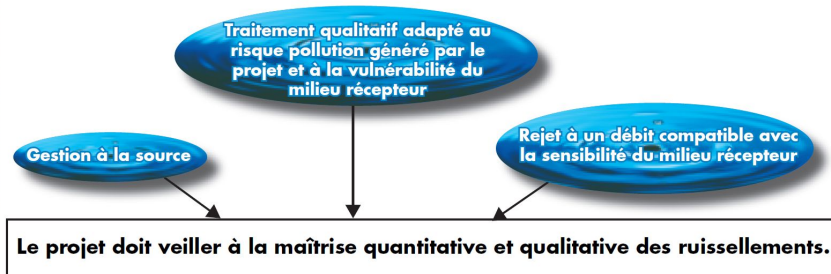 Traitement qualitatif adapté au
risque pollution généré par le
projet et à la vulnérabilité du
milieu récepteur
Gestion à la source
Rejet à un débit compatible avec
la sensibilité du milieu récepteur
Le projet doit veiller à la maîtrise quantitative et qualitative des ruissellements.